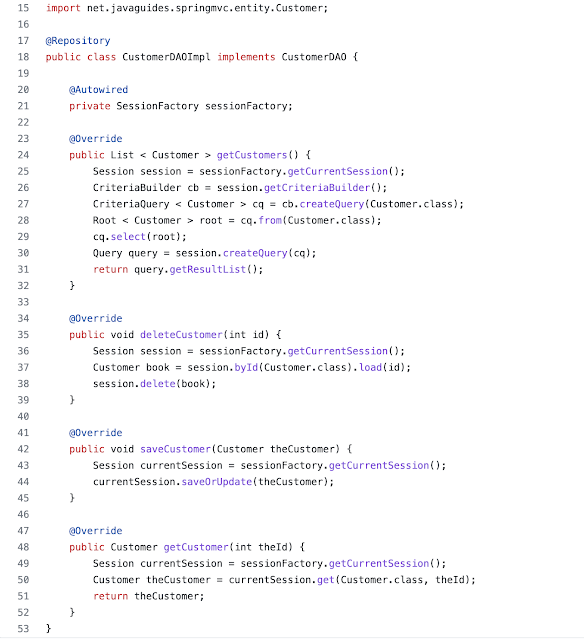 15 import net.javaguides.springmvc.entity.Customer;
16
17 @Repository
18 public class CustomerDAOImpl implements CustomerDAO {
19
20     @Autowired
21     private SessionFactory sessionFactory;
22
23     @Override
24     public List < Customer > getCustomers() {
25         Session session = sessionFactory.getCurrentSession();
26         CriteriaBuilder cb = session.getCriteriaBuilder();
27         CriteriaQuery < Customer > cq = cb.createQuery(Customer.class);
28         Root < Customer > root = cq.from(Customer.class);
29         cq.select(root);
30         Query query = session.createQuery(cq);
31         return query.getResultList();
32     }
33
34     @Override
35     public void deleteCustomer(int id) {
36         Session session = sessionFactory.getCurrentSession();
37         Customer book = session.byId(Customer.class).load(id);
38         session.delete(book);
39     }
40
41     @Override
42     public void saveCustomer(Customer theCustomer) {
43         Session currentSession = sessionFactory.getCurrentSession();
44         currentSession.saveOrUpdate(theCustomer);
45     }
46
47     @Override
48     public Customer getCustomer(int theId) {
49         Session currentSession = sessionFactory.getCurrentSession();
50         Customer theCustomer = currentSession.get(Customer.class, theId);
51         return theCustomer;
52     }
53 }